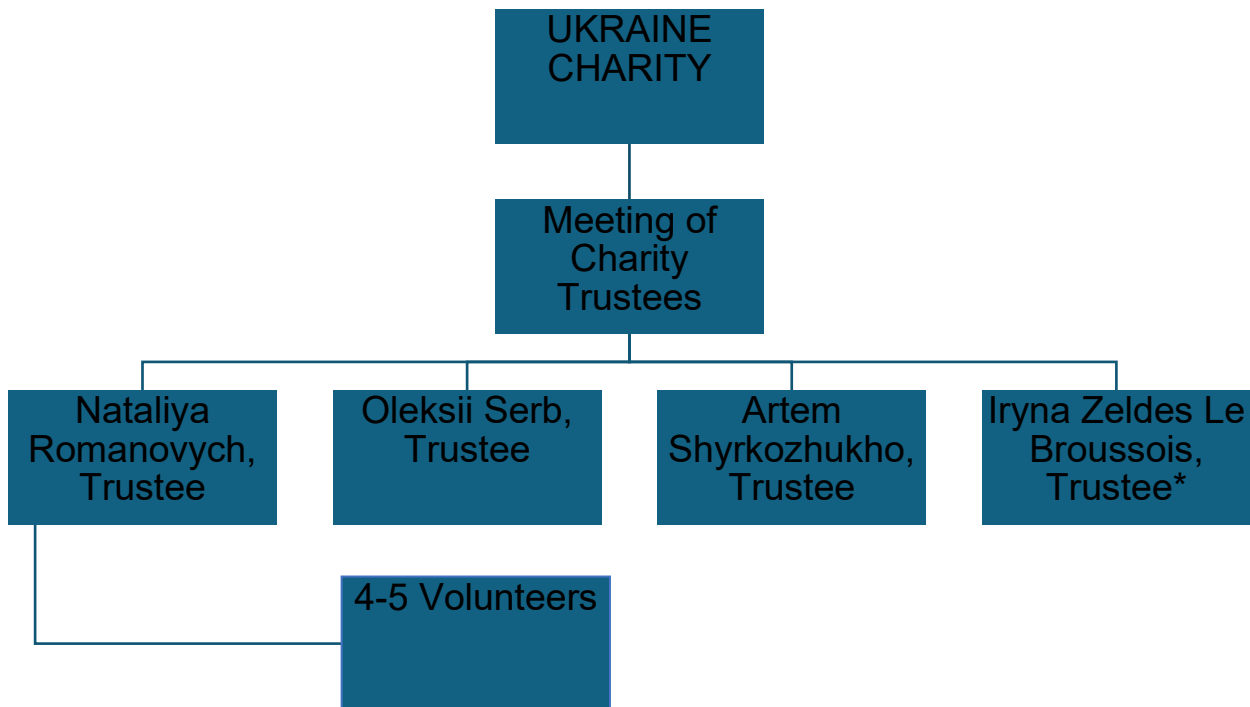 UKRAINE
CHARITY
Meeting of
Charity
Trustees
Nataliya
Romanovych,
Trustee
Oleksii Serb,
Trustee
Artem
Shyrkozhukho,
Trustee
Iryna Zeldes Le
Broussois,
Trustee*
4-5 Volunteers